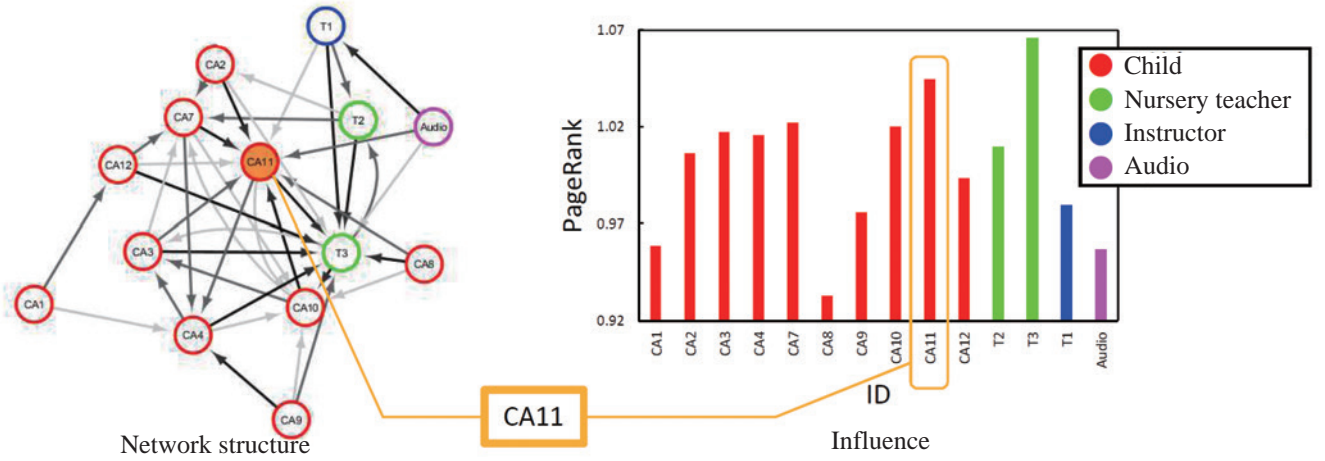 T1
CA2
CA7
T2
Audio
CA12
CA11
CA3
T3
CA8
CA1
CA10
CA4
CA9
Network structure
CA11
1.07
1.02
0.97
0.92
PageRank
CA1
CA2
CA3
CA4
CA7
CA8
CA9
CA10
CA11
CA12
T2
T3
T1
Audio
ID
Influence
Child
Nursery teacher
Instructor
Audio